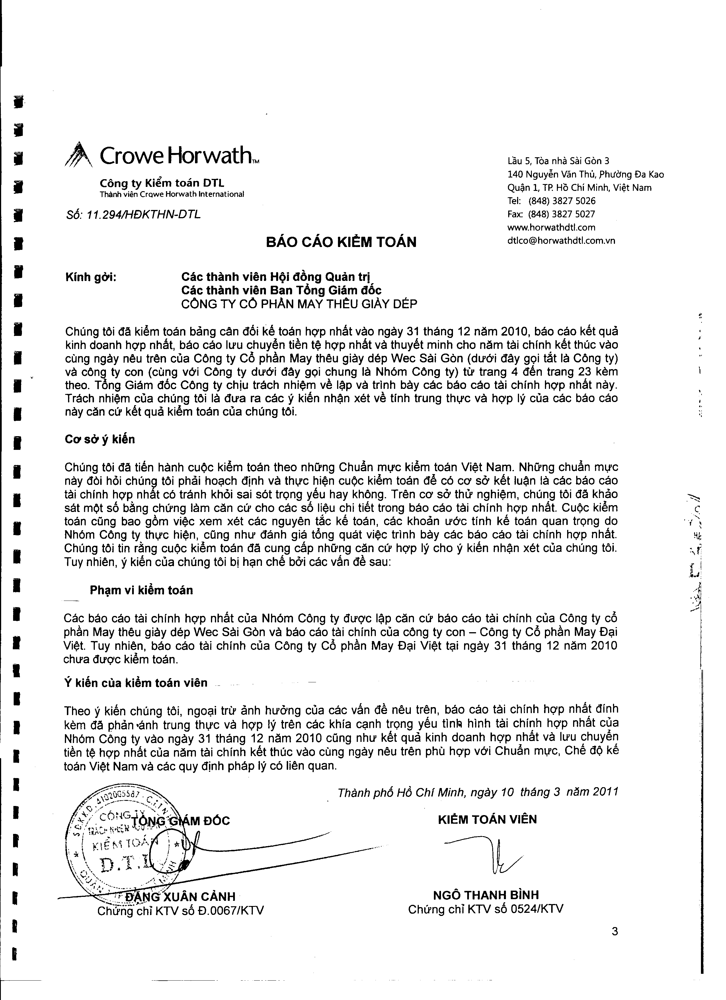 Crowe Horwath™
Công ty Kiểm toán DTL
Thành viên Crowe Horwath International
Số: 11.294/HĐKTHN-DTL
Lầu 5, Tòa nhà Sài Gòn 3
140 Nguyễn Văn Thủ, Phường Đa Kao
Quận 1, TP. Hồ Chí Minh, Việt Nam
Tel: (848) 3827 5026
Fax: (848) 3827 5027
www.horwathdtl.com
dtlco@horwathdtl.com.vn
BÁO CÁO KIỂM TOÁN
Kính gởi: Các thành viên Hội đồng Quản trị
Các thành viên Ban Tổng Giám đốc
CÔNG TY CỔ PHẦN MAY THÊU GIÀY DÉP
Chúng tôi đã kiểm toán bảng cân đối kế toán hợp nhất vào ngày 31 tháng 12 năm 2010, báo cáo kết quả
kinh doanh hợp nhất, báo cáo lưu chuyển tiền tệ hợp nhất và thuyết minh cho năm tài chính kết thúc vào
cùng ngày nêu trên của Công ty Cổ phần May thêu giày dép Wec Sài Gòn (dưới đây gọi tắt là Công ty)
và công ty con (cùng với Công ty dưới đây gọi chung là Nhóm Công ty) từ trang 4 đến trang 23 kèm
theo. Tổng Giám đốc Công ty chịu trách nhiệm về lập và trình bày các báo cáo tài chính hợp nhất này.
Trách nhiệm của chúng tôi là đưa ra các ý kiến nhận xét về tính trung thực và hợp lý của các báo cáo
này căn cứ kết quả kiểm toán của chúng tôi.
Cơ sở ý kiến
Chúng tôi đã tiến hành cuộc kiểm toán theo những Chuẩn mực kiểm toán Việt Nam. Những chuẩn mực
này đòi hỏi chúng tôi phải hoạch định và thực hiện cuộc kiểm toán để có cơ sở kết luận là các báo cáo
tài chính hợp nhất có tránh khỏi sai sót trọng yếu hay không. Trên cơ sở thử nghiệm, chúng tôi đã khảo
sát một số bằng chứng làm căn cứ cho các số liệu chi tiết trong báo cáo tài chính hợp nhất. Cuộc kiểm
toán cũng bao gồm việc xem xét các nguyên tắc kế toán, các khoản ước tính kế toán quan trọng do
Nhóm Công ty thực hiện, cũng như đánh giá tổng quát việc trình bày các báo cáo tài chính hợp nhất.
Chúng tôi tin rằng cuộc kiểm toán đã cung cấp những căn cứ hợp lý cho ý kiến nhận xét của chúng tôi.
Tuy nhiên, ý kiến của chúng tôi bị hạn chế bởi các vấn đề sau:
Phạm vi kiểm toán
Các báo cáo tài chính hợp nhất của Nhóm Công ty được lập căn cứ báo cáo tài chính của Công ty cổ
phần May thêu giày dép Wec Sài Gòn và báo cáo tài chính của công ty con – Công ty Cổ phần May Đại
Việt. Tuy nhiên, báo cáo tài chính của Công ty Cổ phần May Đại Việt tại ngày 31 tháng 12 năm 2010
chưa được kiểm toán.
Ý kiến của kiểm toán viên
Theo ý kiến chúng tôi, ngoại trừ ảnh hưởng của các vấn đề nêu trên, báo cáo tài chính hợp nhất đính
kèm đã phản ánh trung thực và hợp lý trên các khía cạnh trọng yếu tình hình tài chính hợp nhất của
Nhóm Công ty vào ngày 31 tháng 12 năm 2010 cũng như kết quả kinh doanh hợp nhất và lưu chuyển
tiền tệ hợp nhất của năm tài chính kết thúc vào cùng ngày nêu trên phù hợp với Chuẩn mực, Chế độ kế
toán Việt Nam và các quy định pháp lý có liên quan.
Thành phố Hồ Chí Minh, ngày 10 tháng 3 năm 2011
S.Đ.K.K.D. 4102005587 . C.T.T.N
CÔNG TY
TRÁCH NHIỆM HỮU HẠN
KIỂM TOÁN
D.T.L
TỔNG GIÁM ĐỐC
KIỂM TOÁN VIÊN
ĐẶNG XUÂN CẢNH
Chứng chỉ KTV số Đ.0067/KTV
NGÔ THANH BÌNH
Chứng chỉ KTV số 0524/KTV
3